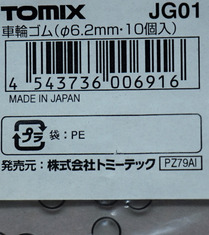 TOMIX JG01
車輪ゴム(φ6.2mm・10個入)
4 543736 006916
MADE IN JAPAN
プラ 袋：PE
発売元：株式会社トミーテック PZ79AI